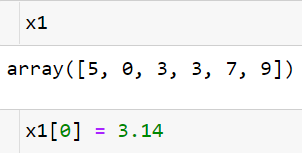 x1
array([5, 0, 3, 3, 7, 9])
x1[0] = 3.14